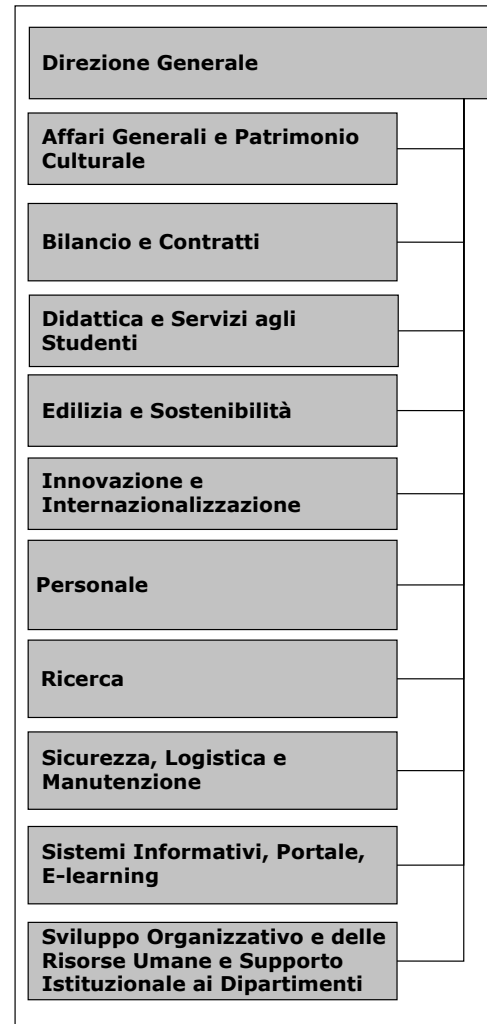 Direzione Generale
Affari Generali e Patrimonio
Culturale
Bilancio e Contratti
Didattica e Servizi agli
Studenti
Edilizia e Sostenibilità
Innovazione e
Internazionalizzazione
Personale
Ricerca
Sicurezza, Logistica e
Manutenzione
Sistemi Informativi, Portale,
E-learning
Sviluppo Organizzativo e delle
Risorse Umane e Supporto
Istituzionale ai Dipartimenti